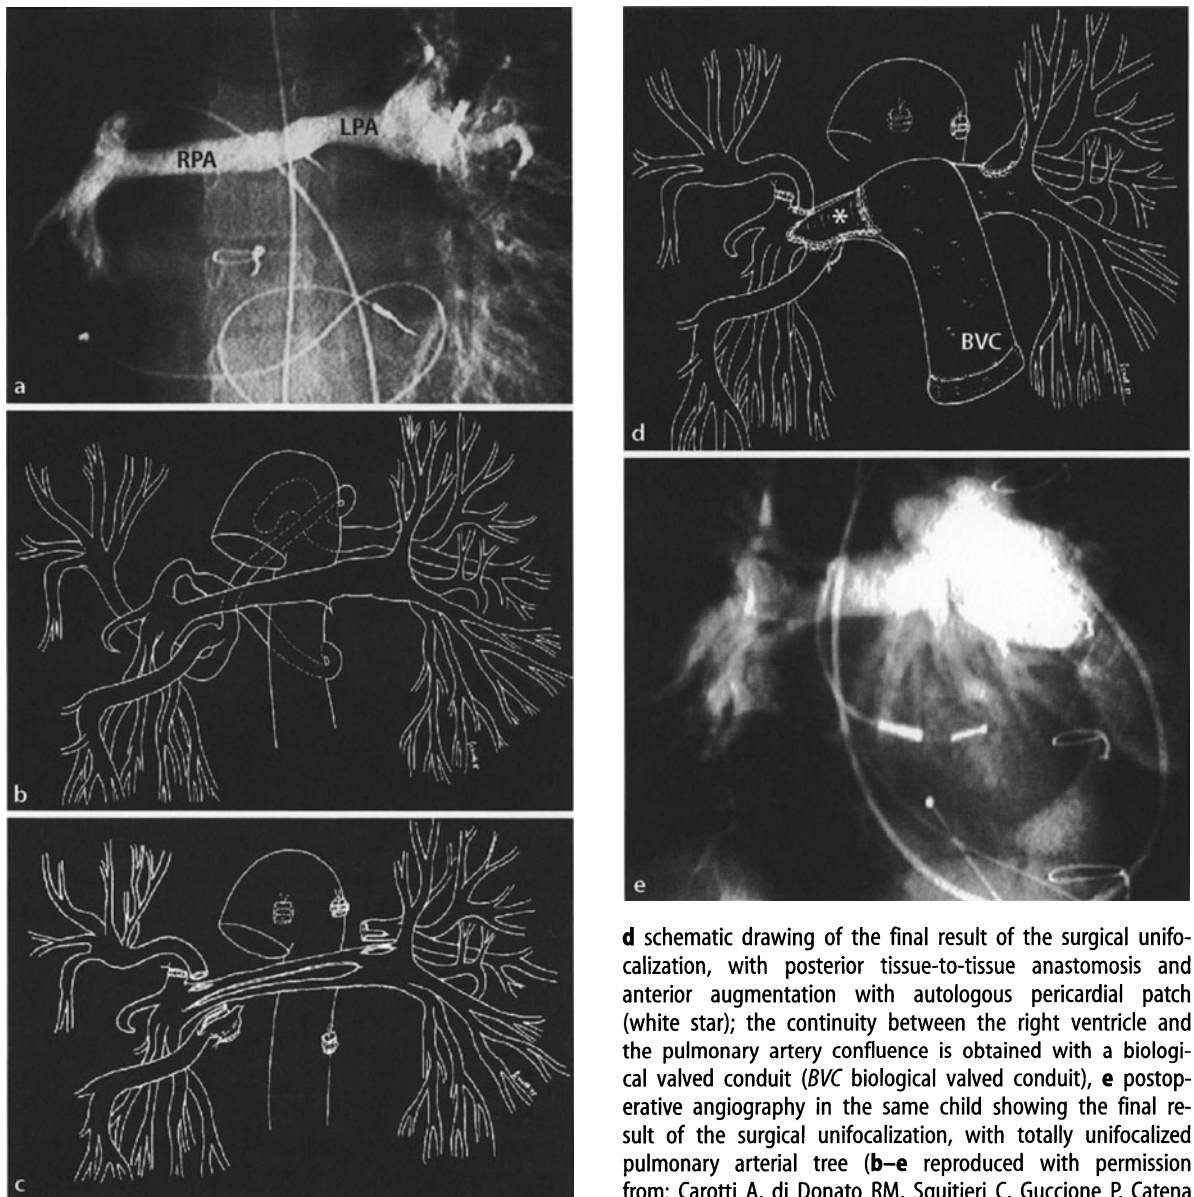 RPA
LPA
a
b
c
BVC
d
e
d schematic drawing of the final result of the surgical unifo-
calization, with posterior tissue-to-tissue anastomosis and
anterior augmentation with autologous pericardial patch
(white star); the continuity between the right ventricle and
the pulmonary artery confluence is obtained with a biologi-
cal valved conduit (BVC biological valved conduit), e postop-
erative angiography in the same child showing the final re-
sult of the surgical unifocalization, with totally unifocalized
pulmonary arterial tree (b–e reproduced with permission
from: Carotti A, di Donato RM, Squitieri C, Guccione P, Catena